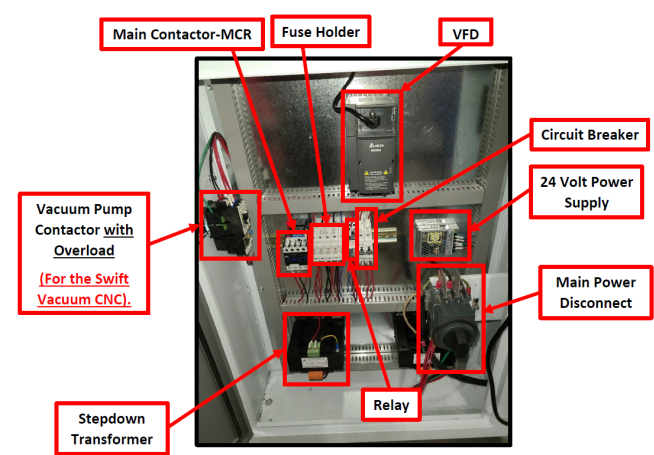 Main Contactor-MCR
Fuse Holder
VFD
Circuit Breaker
24 Volt Power
Supply
Vacuum Pump
Contactor with
Overload
(For the Swift
Vacuum CNC).
Main Power
Disconnect
Relay
Stepdown
Transformer